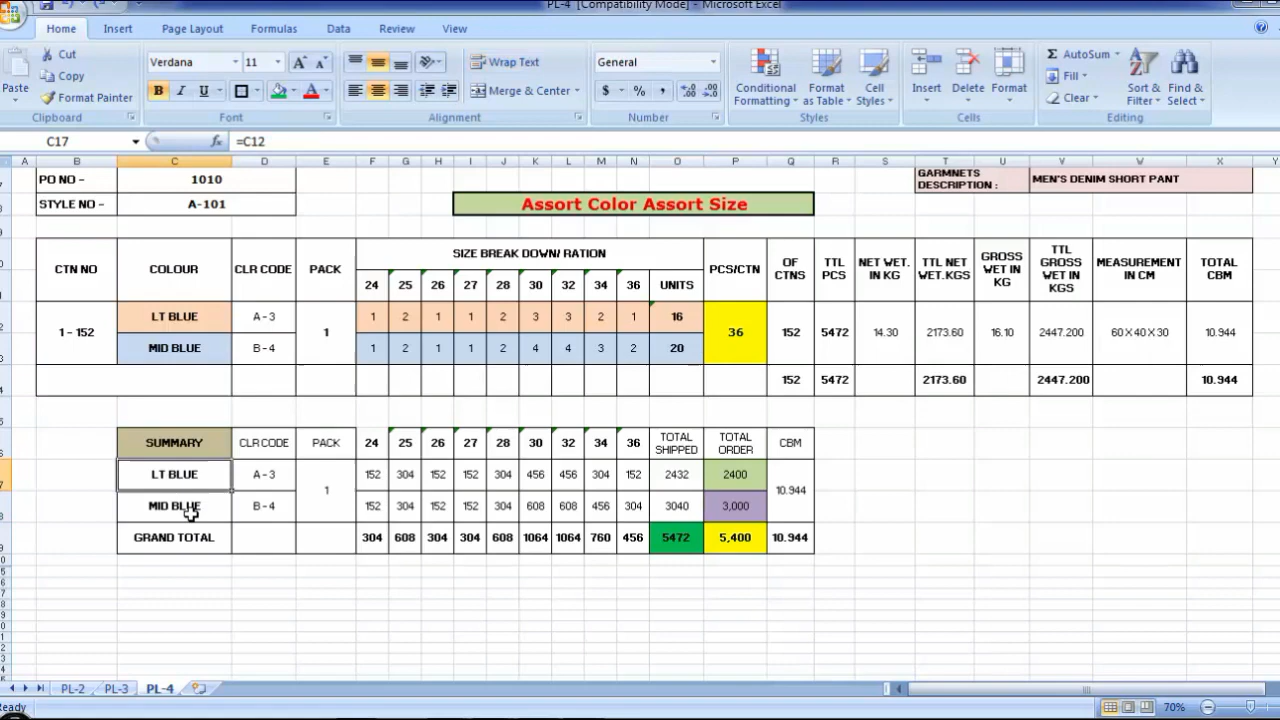 PL-4 [Compatibility Mode] - Microsoft Excel
Home Insert Page Layout Formulas Data Review View
Cut
Copy
Format Painter
Paste
Clipboard
Verdana 11
B I U
Font
Wrap Text
Merge & Center
Alignment
General
$ % ,
Number
Conditional Formatting
Format as Table
Cell Styles
Styles
Insert Delete Format
Cells
Σ AutoSum
Fill
Clear
Sort & Filter
Find & Select
Editing
C17 fx =C12
A B C D E F G H I J K L M N O P Q R S T U V W X Y
PO NO - 1010
GARMNETS DESCRIPTION : MEN'S DENIM SHORT PANT
STYLE NO - A-101
Assort Color Assort Size
CTN NO COLOUR CLR CODE PACK SIZE BREAK DOWN/ RATION PCS/CTN OF CTNS TTL PCS NET WET. IN KG TTL NET WET.KGS GROSS WET IN KG TTL GROSS WET IN KGS MEASUREMENT IN CM TOTAL CBM
24 25 26 27 28 30 32 34 36 UNITS
1 - 152 LT BLUE A - 3 1 1 2 1 1 2 3 3 2 1 16 36 152 5472 14.30 2173.60 16.10 2447.200 60×40×30 10.944
MID BLUE B - 4 1 2 1 1 2 4 4 3 2 20
152 5472 2173.60 2447.200 10.944
SUMMARY CLR CODE PACK 24 25 26 27 28 30 32 34 36 TOTAL SHIPPED TOTAL ORDER CBM
LT BLUE A - 3 1 152 304 152 152 304 456 456 304 152 2432 2400 10.944
MID BLUE B - 4 152 304 152 152 304 608 608 456 304 3040 3,000
GRAND TOTAL 304 608 304 304 608 1064 1064 760 456 5472 5,400 10.944
PL-2 PL-3 PL-4
Ready 70%